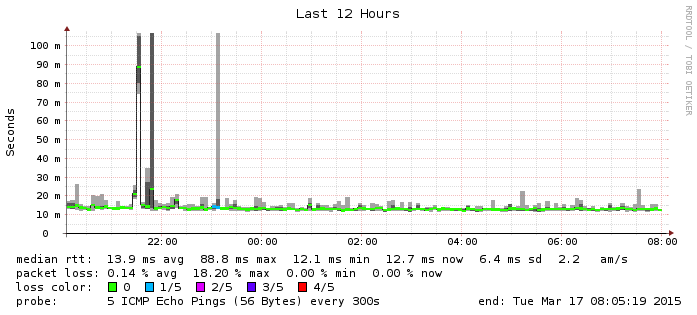 Last 12 Hours
RRDTOOL / TOBI OETIKER
Seconds
100 m
90 m
80 m
70 m
60 m
50 m
40 m
30 m
20 m
10 m
0
22:00 00:00 02:00 04:00 06:00 08:00
median rtt: 13.9 ms avg 88.8 ms max 12.1 ms min 12.7 ms now 6.4 ms sd 2.2 am/s
packet loss: 0.14 % avg 18.20 % max 0.00 % min 0.00 % now
loss color: 0 1/5 2/5 3/5 4/5
probe: 5 ICMP Echo Pings (56 Bytes) every 300s end: Tue Mar 17 08:05:19 2015